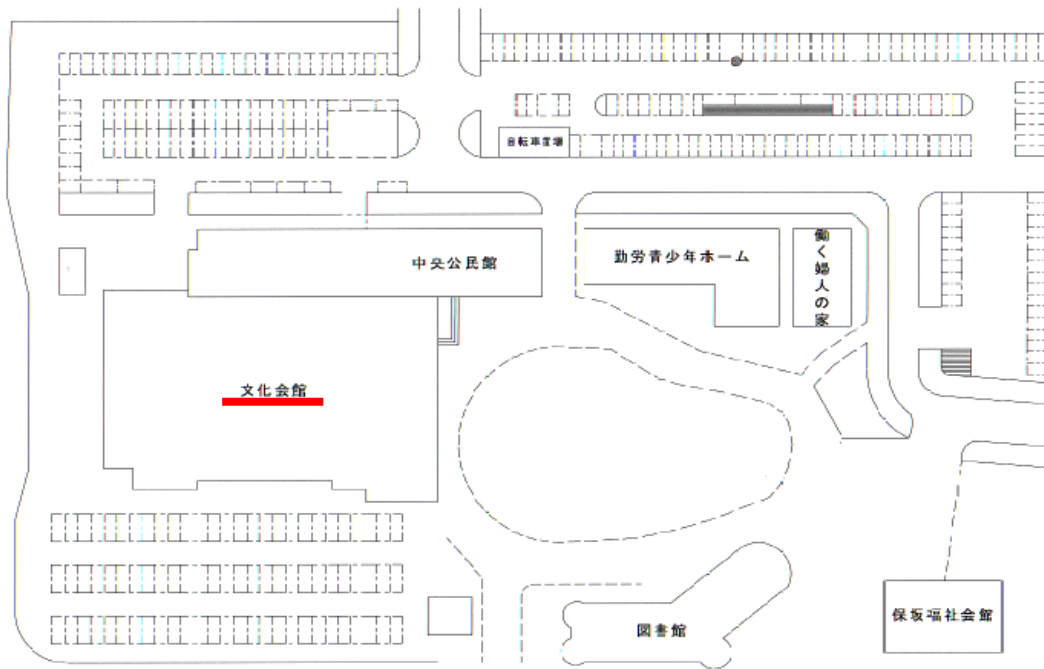 自転車置場
中央公民館
勤労青少年ホーム
働く婦人の家
文化会館
図書館
保坂福祉会館